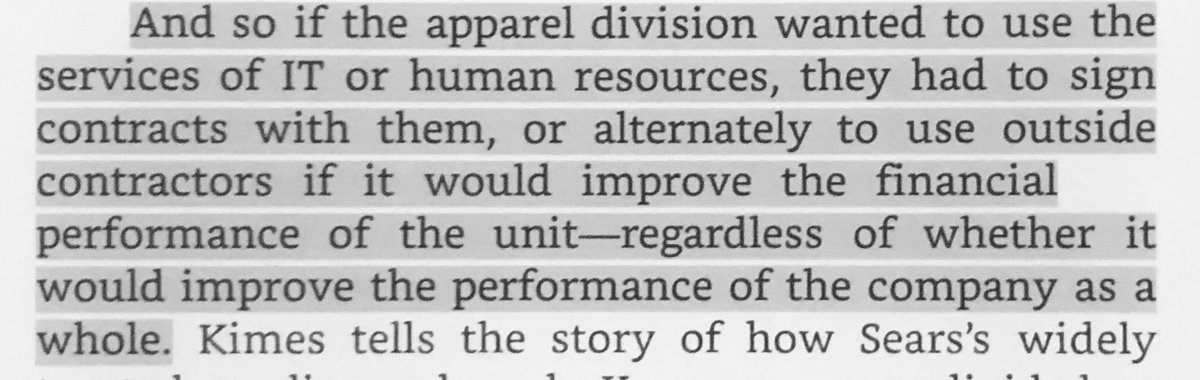 And so if the apparel division wanted to use the
services of IT or human resources, they had to sign
contracts with them, or alternately to use outside
contractors if it would improve the financial
performance of the unit—regardless of whether it
would improve the performance of the company as a
whole. Kimes tells the story of how Sears’s widely